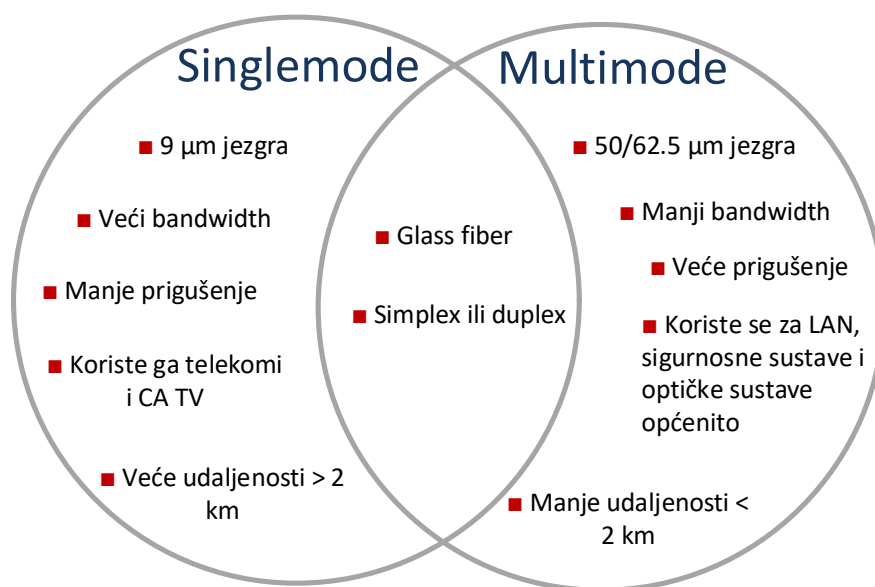 Singlemode
■ 9 µm jezgra
■ Veći bandwidth
■ Manje prigušenje
■ Koriste ga telekomi
i CA TV
■ Veće udaljenosti > 2
km
■ Glass fiber
■ Simplex ili duplex
Multimode
■ 50/62.5 µm jezgra
■ Manji bandwidth
■ Veće prigušenje
■ Koriste se za LAN,
sigurnosne sustave i
optičke sustave
općenito
■ Manje udaljenosti <
2 km